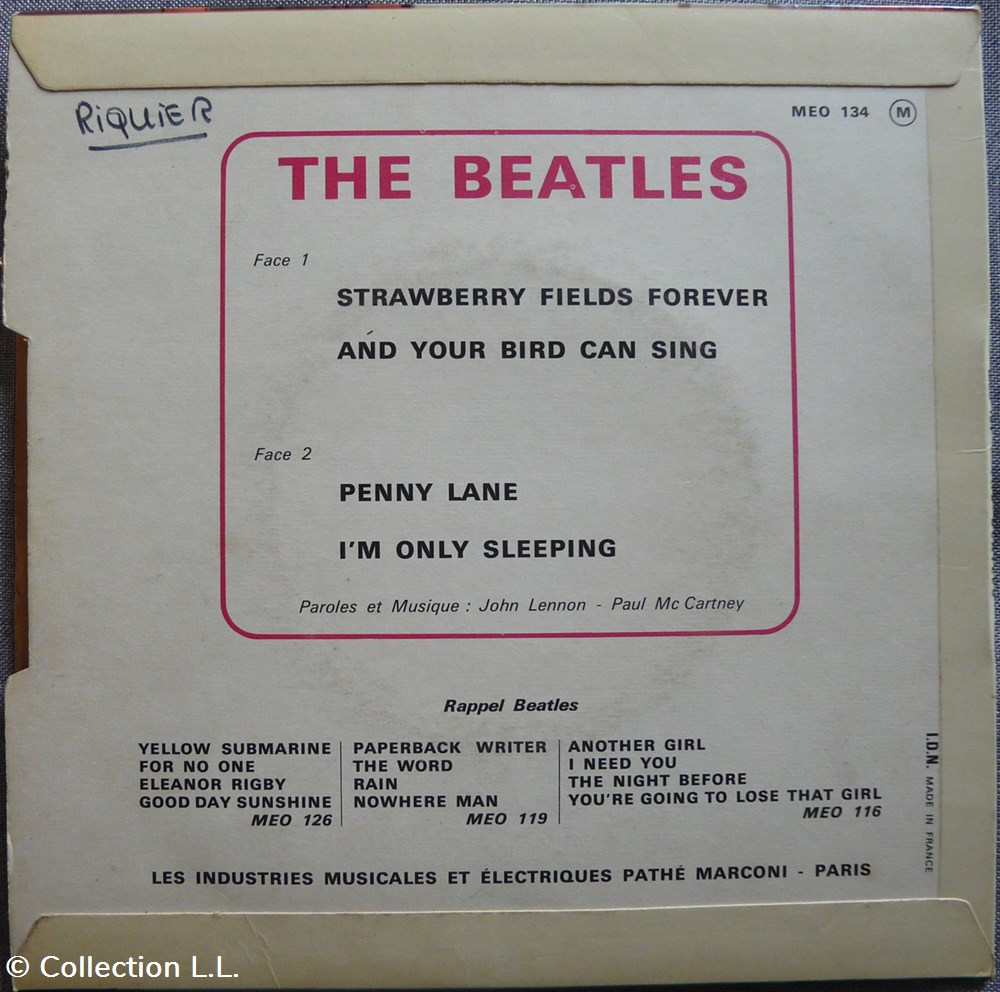 RiQUiER
MEO 134 M
THE BEATLES
Face 1
STRAWBERRY FIELDS FOREVER
AND YOUR BIRD CAN SING
Face 2
PENNY LANE
I'M ONLY SLEEPING
Paroles et Musique : John Lennon - Paul Mc Cartney
Rappel Beatles
YELLOW SUBMARINE
FOR NO ONE
ELEANOR RIGBY
GOOD DAY SUNSHINE
MEO 126
PAPERBACK WRITER
THE WORD
RAIN
NOWHERE MAN
MEO 119
ANOTHER GIRL
I NEED YOU
THE NIGHT BEFORE
YOU'RE GOING TO LOSE THAT GIRL
MEO 116
I.D.N. MADE IN FRANCE
LES INDUSTRIES MUSICALES ET ÉLECTRIQUES PATHÉ MARCONI - PARIS
© Collection L.L.